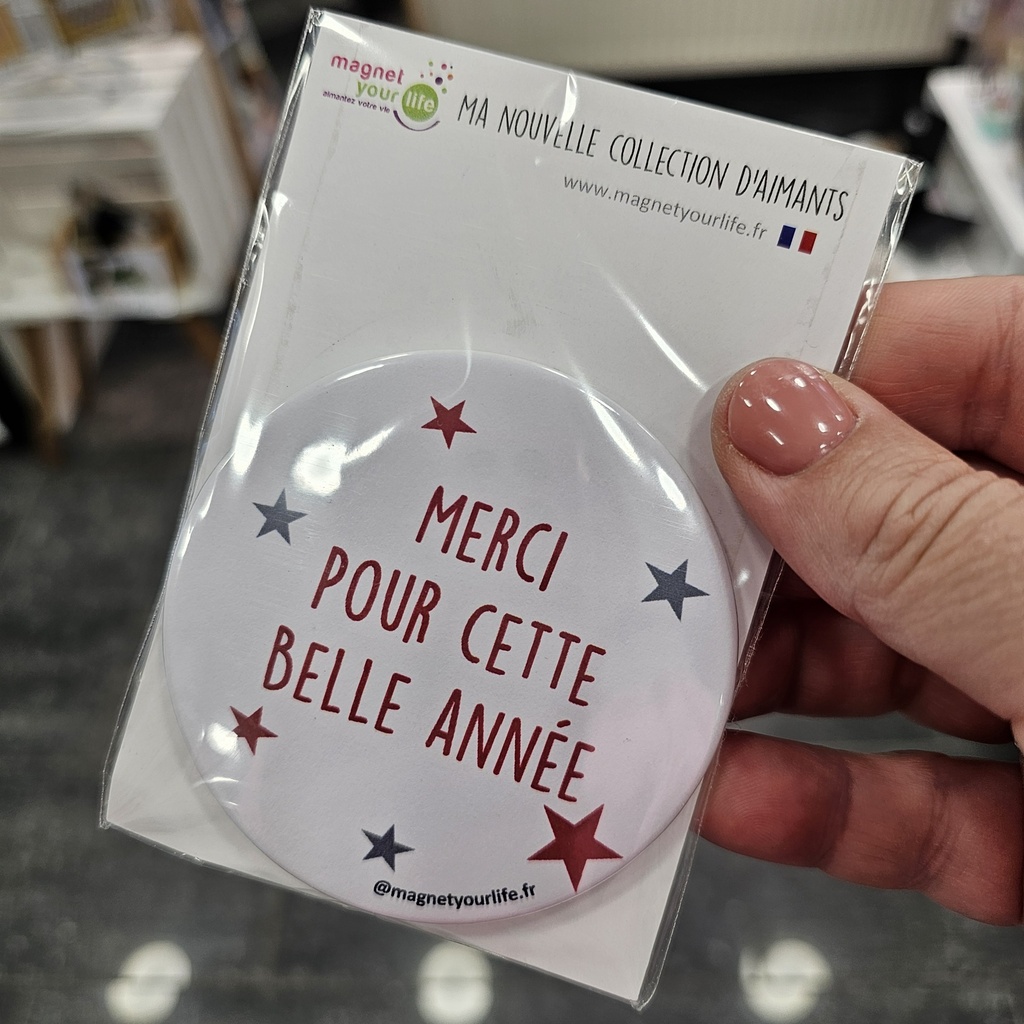 magnet
your life
aimantez votre vie
MA NOUVELLE COLLECTION D'AIMANTS
www.magnetyourlife.fr
MERCI
POUR CETTE
BELLE ANNÉE
@magnetyourlife.fr